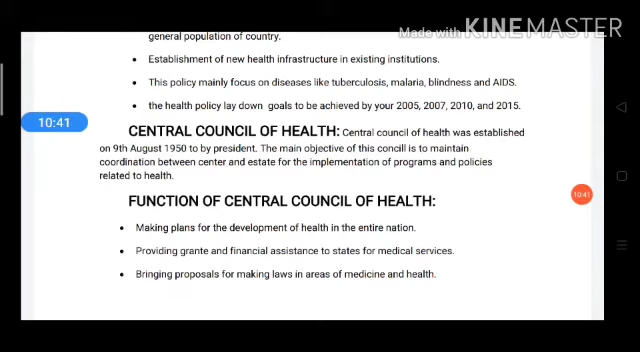 general population of country.
Made with KINEMASTER
Establishment of new health infrastructure in existing institutions.
This policy mainly focus on diseases like tuberculosis, malaria, blindness and AIDS.
the health policy lay down goals to be achieved by your 2005, 2007, 2010, and 2015.
10:41
CENTRAL COUNCIL OF HEALTH: Central council of health was established
on 9th August 1950 to by president. The main objective of this concill is to maintain
coordination between center and estate for the implementation of programs and policies
related to health.
10:41
FUNCTION OF CENTRAL COUNCIL OF HEALTH:
Making plans for the development of health in the entire nation.
Providing grante and financial assistance to states for medical services.
Bringing proposals for making laws in areas of medicine and health.